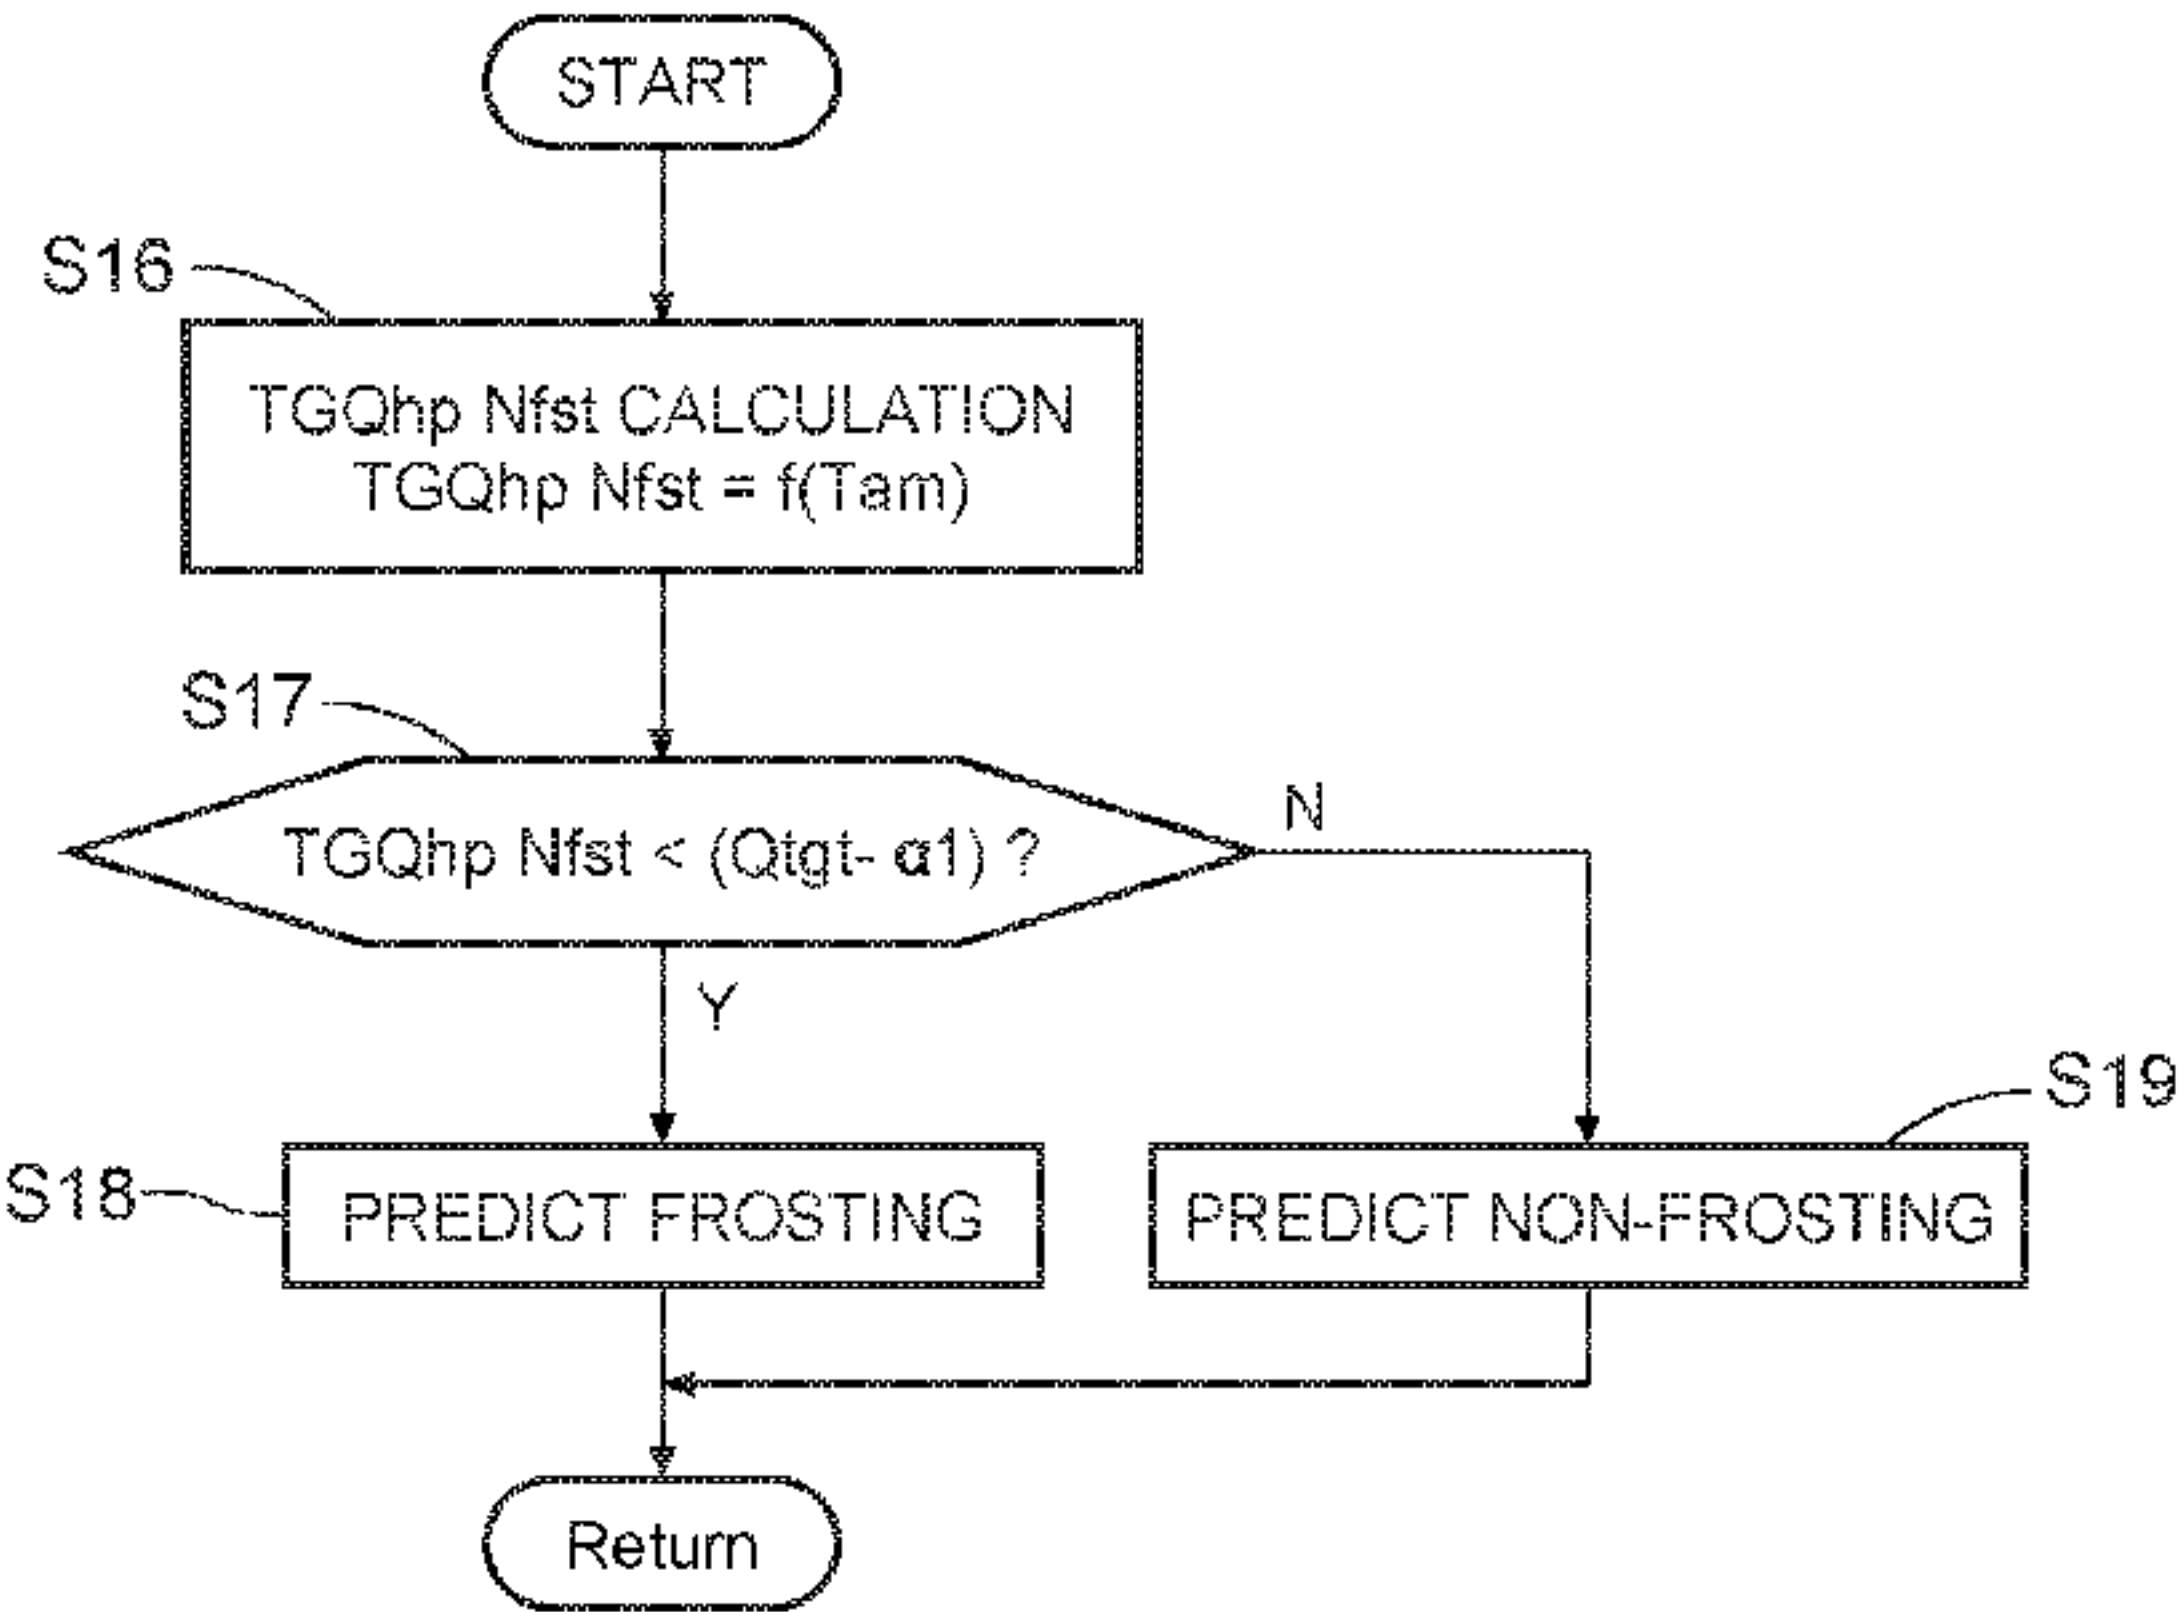 START
S16
TGQhp Nfst CALCULATION
TGQhp Nfst = f(Tam)
S17
TGQhp Nfst < (Qtgt- α1) ?
N
Y
S19
S18
PREDICT FROSTING
PREDICT NON-FROSTING
Return